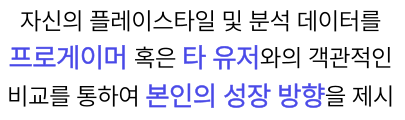 자신의 플레이스타일 및 분석 데이터를
프로게이머 혹은 타 유저와의 객관적인
비교를 통하여 본인의 성장 방향을 제시